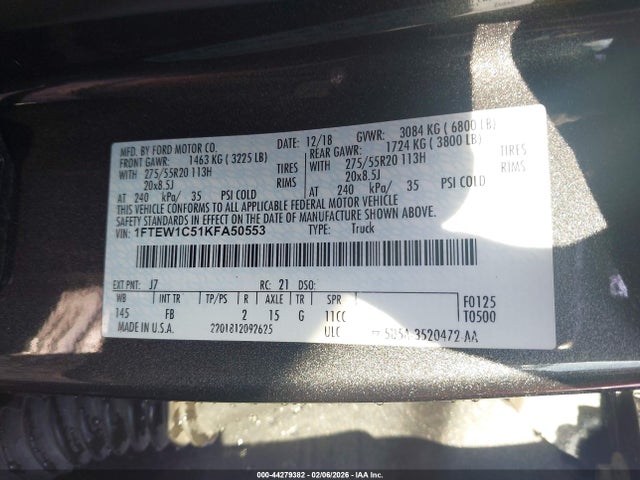 MFD. BY FORD MOTOR CO. DATE: 12/18 GVWR: 3084 KG ( 6800 LB)
FRONT GAWR: 1463 KG ( 3225 LB) REAR GAWR: 1724 KG ( 3800 LB)
WITH 275/55R20 113H TIRES WITH 275/55R20 113H TIRES
20x8.5J RIMS 20x8.5J RIMS
AT 240 kPa/ 35 PSI COLD AT 240 kPa/ 35 PSI COLD
THIS VEHICLE CONFORMS TO ALL APPLICABLE FEDERAL MOTOR VEHICLE
SAFETY STANDARDS IN EFFECT ON THE DATE OF MANUFACTURE SHOWN ABOVE.
VIN: 1FTEW1C51KFA50553 TYPE: Truck
EXT PNT: J7 RC: 21 DSO:
WB INT TR TP/PS R AXLE TR SPR F0125
145 FB 2 15 G 11CC T0500
MADE IN U.S.A. 2201812092625 ULC 3520472-AA
000-44279382 - 02/06/2026 - IAA Inc.